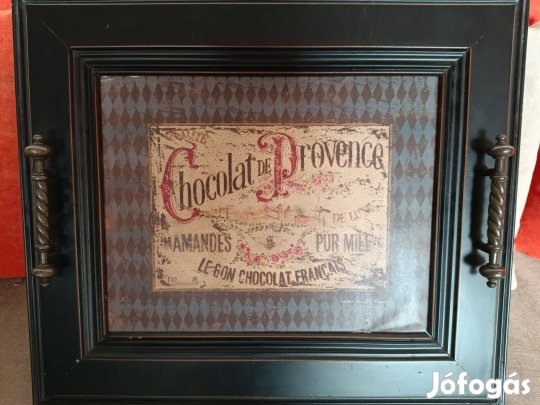 Chocolat DE Provence
DE LUXE
AMANDES PUR MIEL
LE BON CHOCOLAT FRANÇAIS
Jófogás